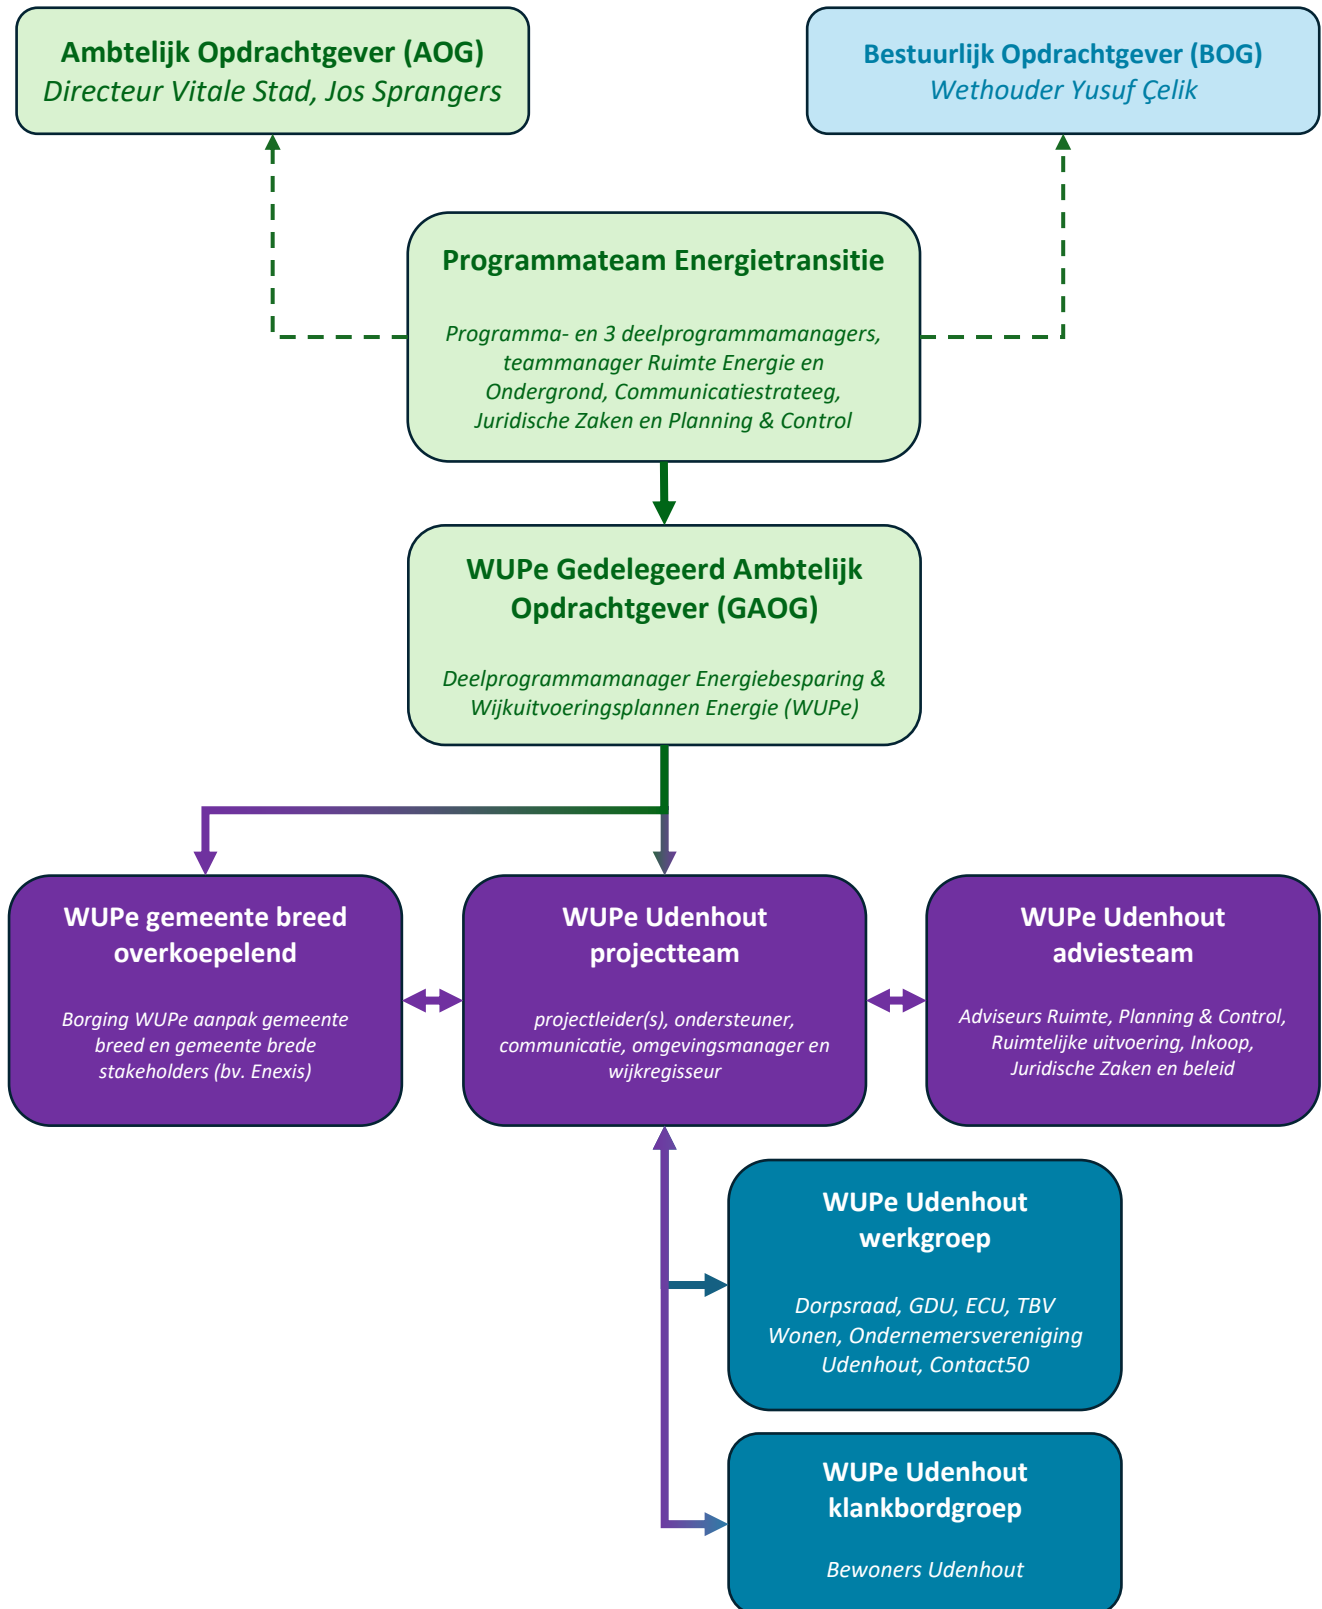 Ambtelijk Opdrachtgever (AOG)
Directeur Vitale Stad, Jos Sprangers
Bestuurlijk Opdrachtgever (BOG)
Wethouder Yusuf Çelik
Programmateam Energietransitie
Programma- en 3 deelprogrammamanagers,
teammanager Ruimte Energie en
Ondergrond, Communicatiestrateeg,
Juridische Zaken en Planning & Control
WUPe Gedelegeerd Ambtelijk
Opdrachtgever (GAOG)
Deelprogrammamanager Energiebesparing &
Wijkuitvoeringsplannen Energie (WUPe)
WUPe gemeente breed
overkoepelend
Borging WUPe aanpak gemeente
breed en gemeente brede
stakeholders (bv. Enexis)
WUPe Udenhout
projectteam
projectleider(s), ondersteuner,
communicatie, omgevingsmanager en
wijkregisseur
WUPe Udenhout
adviesteam
Adviseurs Ruimte, Planning & Control,
Ruimtelijke uitvoering, Inkoop,
Juridische Zaken en beleid
WUPe Udenhout
werkgroep
Dorpsraad, GDU, ECU, TBV
Wonen, Ondernemersvereniging
Udenhout, Contact50
WUPe Udenhout
klankbordgroep
Bewoners Udenhout